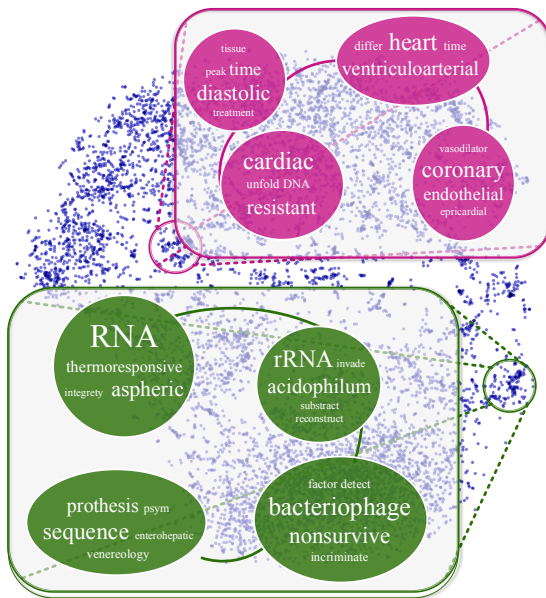 tissue
peak time
diastolic
treatment
differ heart time
ventriculoarterial
cardiac
unfold DNA
resistant
vasodilator
coronary
endothelial
epricardial
RNA
thermoresponsive
integrety aspheric
rRNA invade
acidophilum
substract
reconstruct
prothesis psym
sequence enterohepatic
venereology
factor detect
bacteriophage
nonsurvive
incriminate